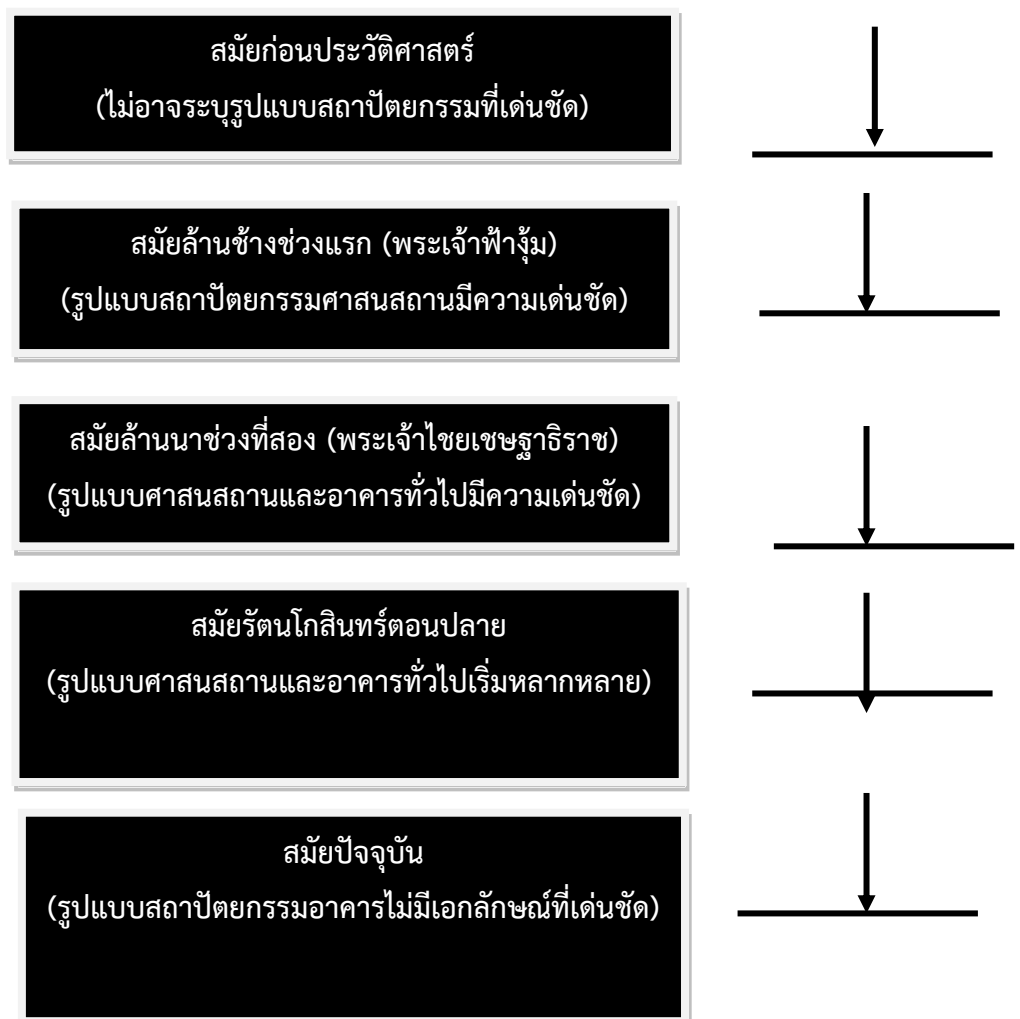 สมัยก่อนประวัติศาสตร์
(ไม่อาจระบุรูปแบบสถาปัตยกรรมที่เด่นชัด)
สมัยล้านช้างช่วงแรก (พระเจ้าฟ้างุ้ม)
(รูปแบบสถาปัตยกรรมศาสนสถานมีความเด่นชัด)
สมัยล้านนาช่วงที่สอง (พระเจ้าไชยเชษฐาธิราช)
(รูปแบบศาสนสถานและอาคารทั่วไปมีความเด่นชัด)
สมัยรัตนโกสินทร์ตอนปลาย
(รูปแบบศาสนสถานและอาคารทั่วไปเริ่มหลากหลาย)
สมัยปัจจุบัน
(รูปแบบสถาปัตยกรรมอาคารไม่มีเอกลักษณ์ที่เด่นชัด)